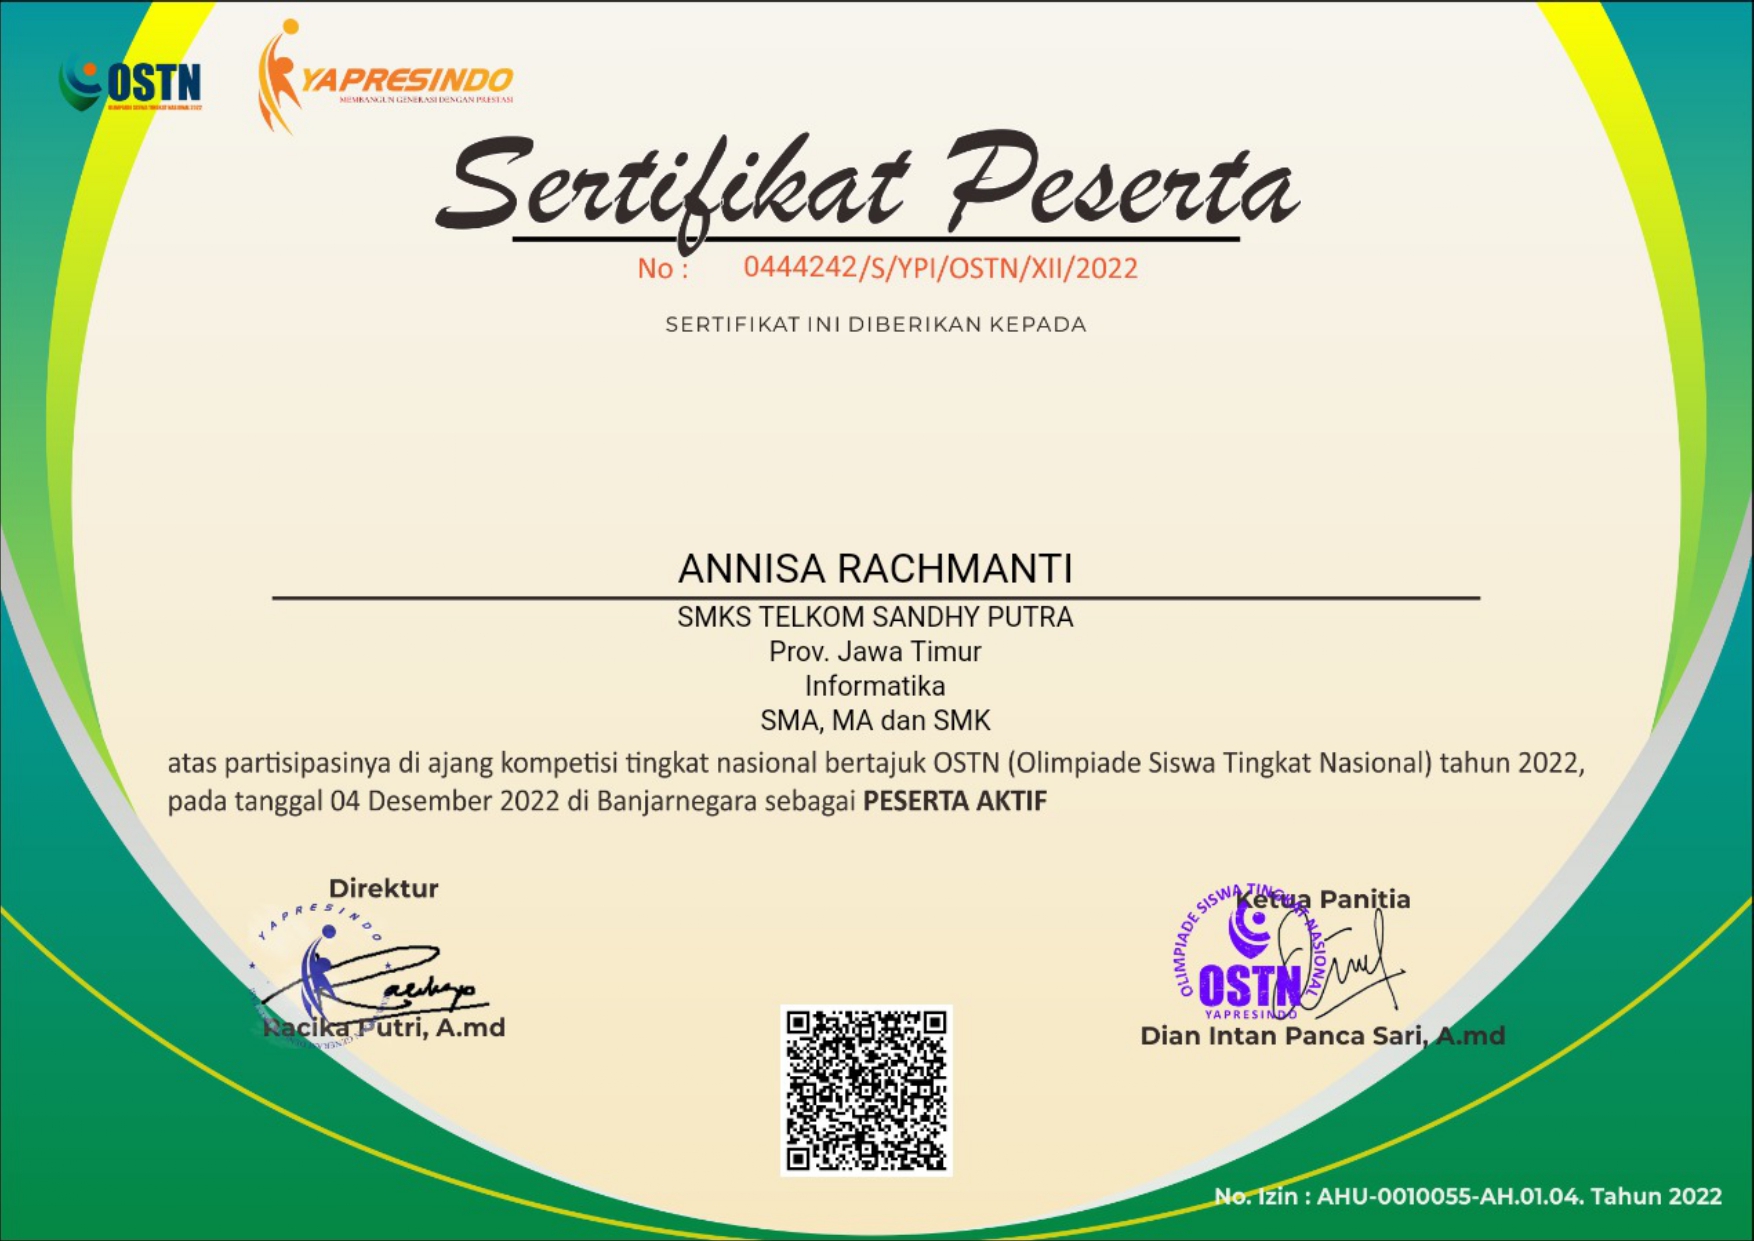 OSTN
OLIMPIADE SISWA TINGKAT NASIONAL 2022
YAPRESINDO
MEMBANGUN GENERASI DENGAN PRESTASI
Sertifikat Peserta
No : 0444242/S/YPI/OSTN/XII/2022
SERTIFIKAT INI DIBERIKAN KEPADA
ANNISA RACHMANTI
SMKS TELKOM SANDHY PUTRA
Prov. Jawa Timur
Informatika
SMA, MA dan SMK
atas partisipasinya di ajang kompetisi tingkat nasional bertajuk OSTN (Olimpiade Siswa Tingkat Nasional) tahun 2022,
pada tanggal 04 Desember 2022 di Banjarnegara sebagai PESERTA AKTIF
Direktur
YAPRESINDO
Racika Putri, A.md
Ketua Panitia
OLIMPIADE SISWA TINGKAT NASIONAL
OSTN
YAPRESINDO
Dian Intan Panca Sari, A.md
No. Izin : AHU-0010055-AH.01.04. Tahun 2022